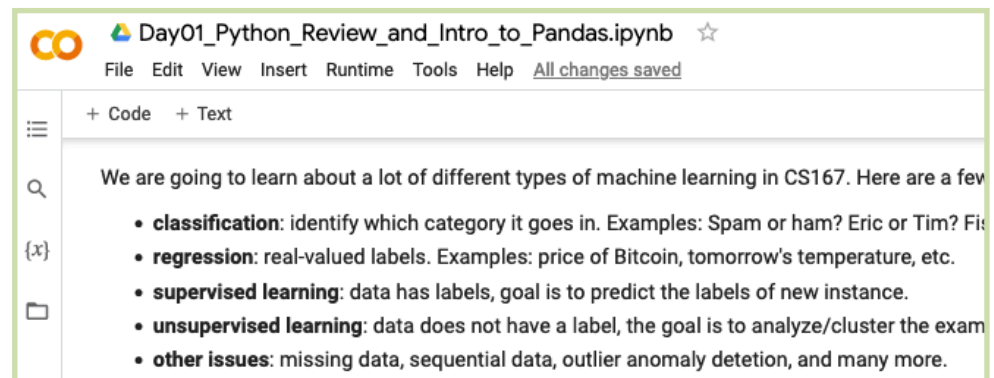 Day01_Python_Review_and_Intro_to_Pandas.ipynb
File Edit View Insert Runtime Tools Help All changes saved
+ Code + Text
We are going to learn about a lot of different types of machine learning in CS167. Here are a few
• classification: identify which category it goes in. Examples: Spam or ham? Eric or Tim?
{x}
• regression: real-valued labels. Examples: price of Bitcoin, tomorrow's temperature, etc.
• supervised learning: data has labels, goal is to predict the labels of new instance.
• unsupervised learning: data does not have a label, the goal is to analyze/cluster the
• other issues: missing data, sequential data, outlier anomaly detetion, and many more.